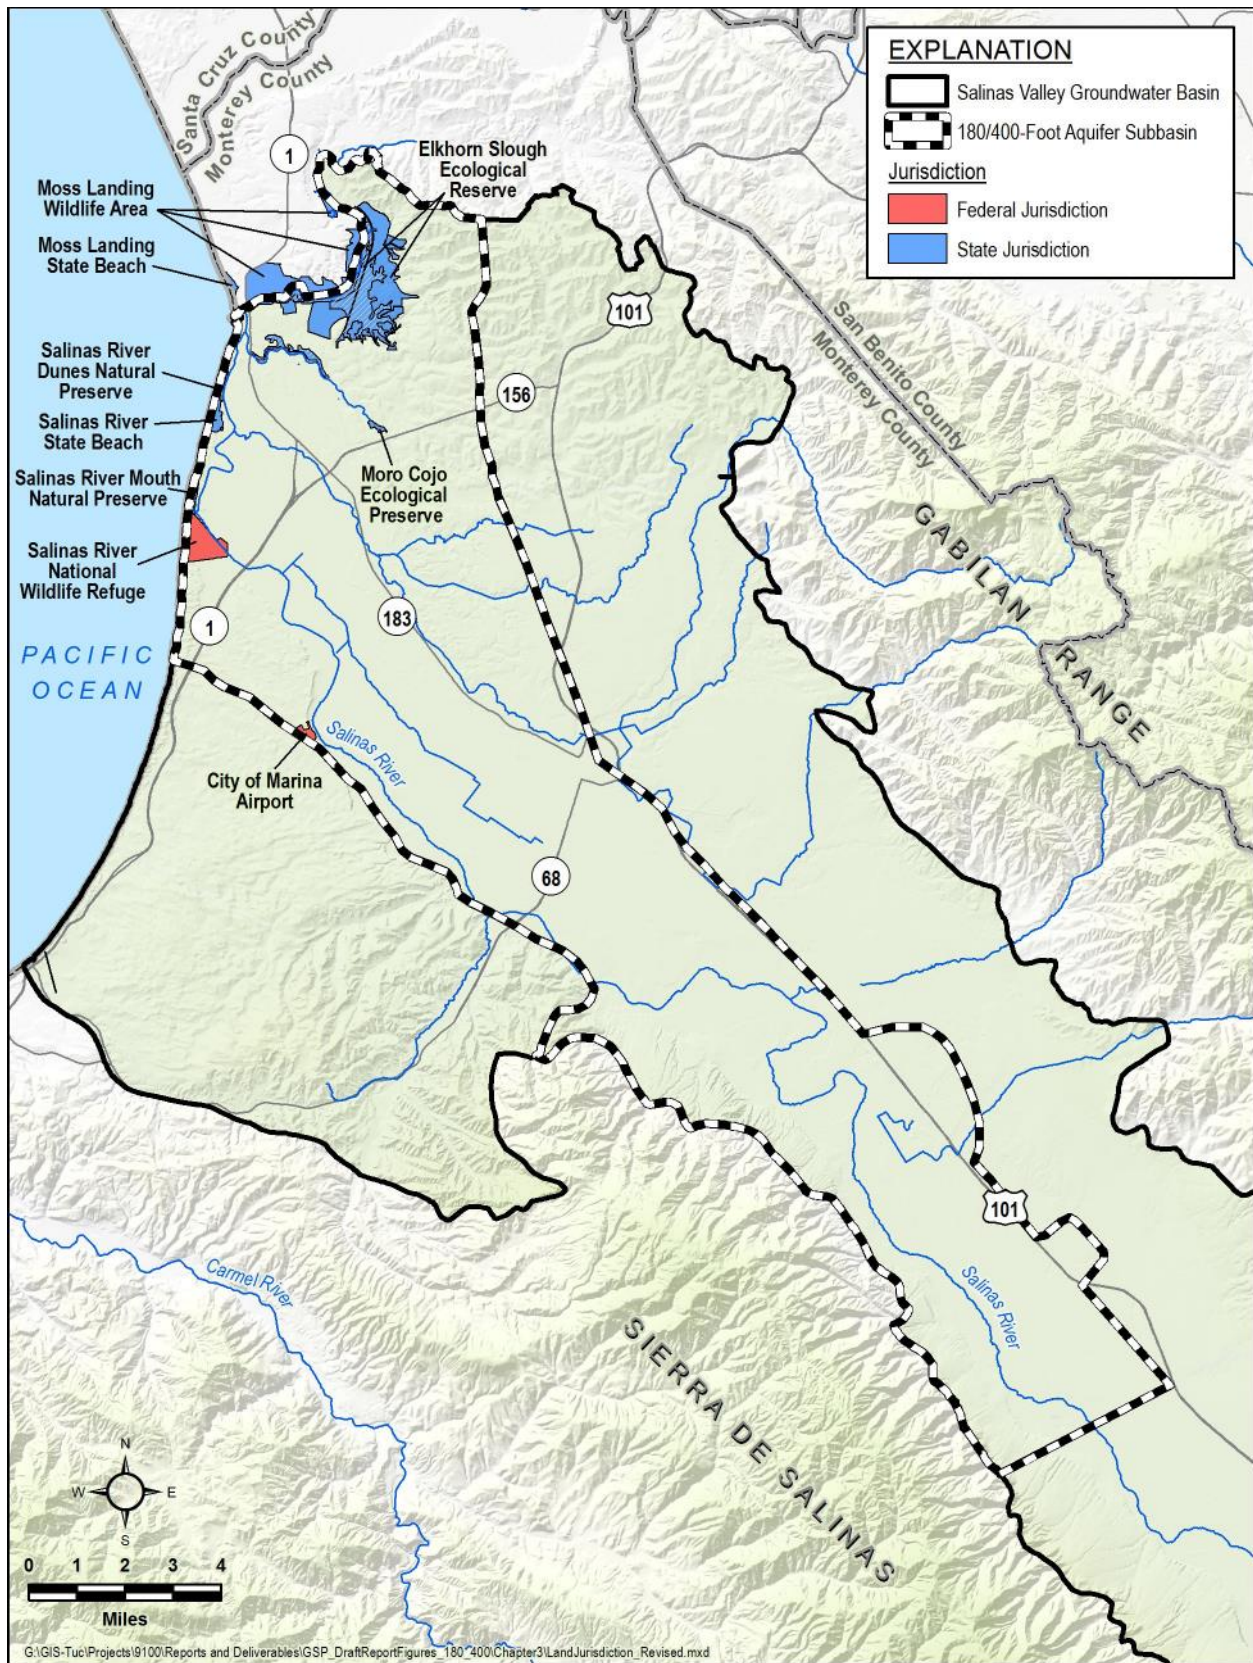 EXPLANATION
Salinas Valley Groundwater Basin
180/400-Foot Aquifer Subbasin
Jurisdiction
Federal Jurisdiction
State Jurisdiction
Santa Cruz County
Monterey County
1
Elkhorn Slough
Ecological
Reserve
Moss Landing
Wildlife Area
Moss Landing
State Beach
101
San Benito County
Monterey County
Salinas River
Dunes Natural
Preserve
156
Salinas River
State Beach
Salinas River Mouth
Natural Preserve
Moro Cojo
Ecological
Preserve
Salinas River
National
Wildlife Refuge
GABILAN
RANGE
183
1
PACIFIC
OCEAN
Salinas River
City of Marina
Airport
68
101
Salinas River
Carmel River
SIERRA DE SALINAS
N
W
E
S
0 1 2 3 4
Miles
G:\GIS-Tuc\Projects\9100\Reports and Deliverables\GSP_DraftReportFigures_180_400\Chapter3\LandJurisdiction_Revised.mxd